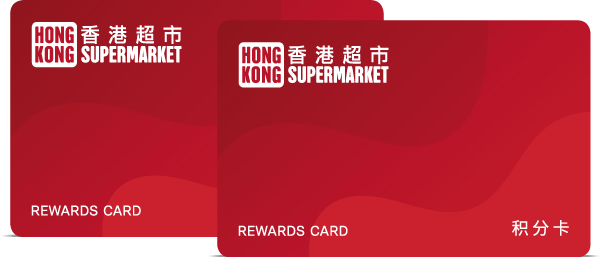 HONG KONG 香港超市 SUPERMARKET
REWARDS CARD
HONG KONG 香港超市 SUPERMARKET
REWARDS CARD
积分卡